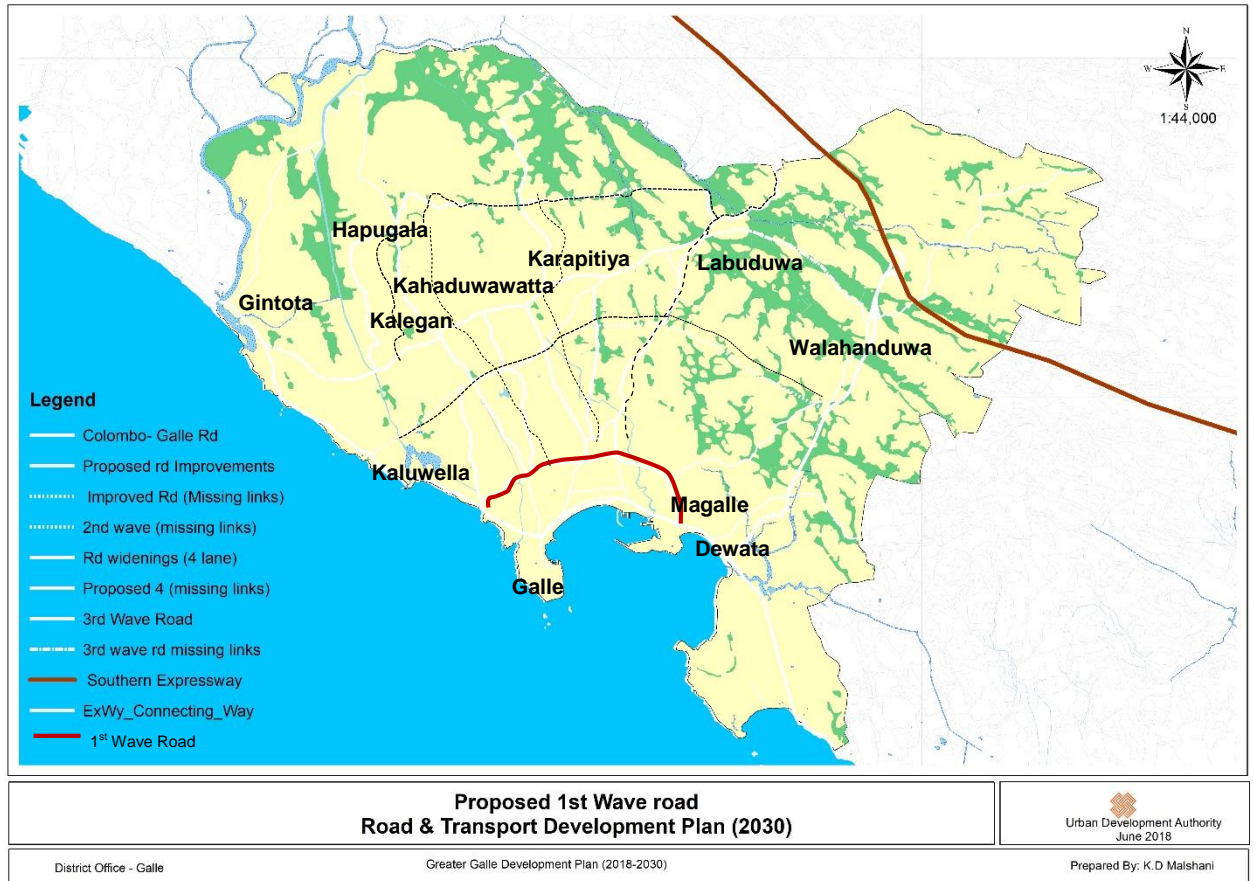 N
W E
S
1:44,000
Hapugala
Karapitiya
Labuduwa
Kahaduwawatta
Gintota
Kalegan
Walahanduwa
Kaluwella
Magalle
Dewata
Galle
Legend
Colombo- Galle Rd
Proposed rd Improvements
Improved Rd (Missing links)
2nd wave (missing links)
Rd widenings (4 lane)
Proposed 4 (missing links)
3rd Wave Road
3rd wave rd missing links
Southern Expressway
ExWy_Connecting_Way
1st Wave Road
Proposed 1st Wave road
Road & Transport Development Plan (2030)
Urban Development Authority
June 2018
District Office - Galle
Greater Galle Development Plan (2018-2030)
Prepared By: K.D Malshani